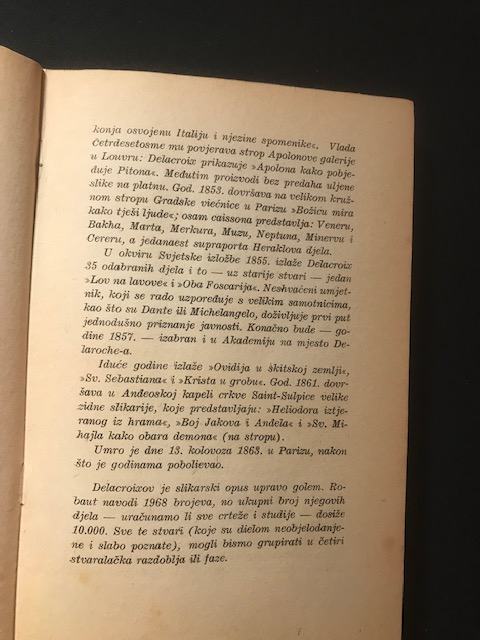 konja osvojenu Italiju i njezine spomenike«. Vlada
četrdesetosme mu povjerava strop Apolonove galerije
u Louvru: Delacroix prikazuje »Apolona kako pobje-
đuje Pitona«. Međutim proizvodi bez predaha uljene
slike na platnu. God. 1853. dovršava na velikom kruž-
nom stropu Gradske viećnice u Parizu »Božicu mira
kako tješi ljude«; osam caissona predstavlja: Veneru,
Bakha, Marta, Merkura, Muzu, Neptuna, Minervu i
Cereru, a jedanaest supraporta Heraklova djela.
U okviru Svjetske izložbe 1855. izlaže Delacroix
35 odabranih djela i to — uz starije stvari — jedan
»Lov na lavove« i »Oba Foscarija«. Neshvaćeni umjet-
nik, koji se rado uzpoređuje s velikim samotnicima,
kao što su Dante ili Michelangelo, doživljuje prvi put
jednodušno priznanje javnosti. Konačno bude — go-
dine 1857. — izabran i u Akademiju na mjesto De-
laroche-a.
Iduće godine izlaže »Ovidija u škitskoj zemlji«,
»Sv. Sebastiana« i »Krista u grobu«. God. 1861. dovr-
šava u Anđeoskoj kapeli crkve Saint-Sulpice velike
zidne slikarije, koje predstavljaju: »Heliodora iztje-
ranog iz hrama«, »Boj Jakova i Anđela« i »Sv. Mi-
hajla kako obara demona« (na stropu).
Umro je dne 13. kolovoza 1863. u Parizu, nakon
što je godinama pobolievao.
Delacroixov je slikarski opus upravo golem. Ro-
baut navodi 1968 brojeva, no ukupni broj njegovih
djela — uračunamo li sve crteže i studije — dosiže
10.000. Sve te stvari (koje su dielom neobjelodanje-
ne i slabo poznate), mogli bismo grupirati u četiri
stvaralačka razdoblja ili faze.